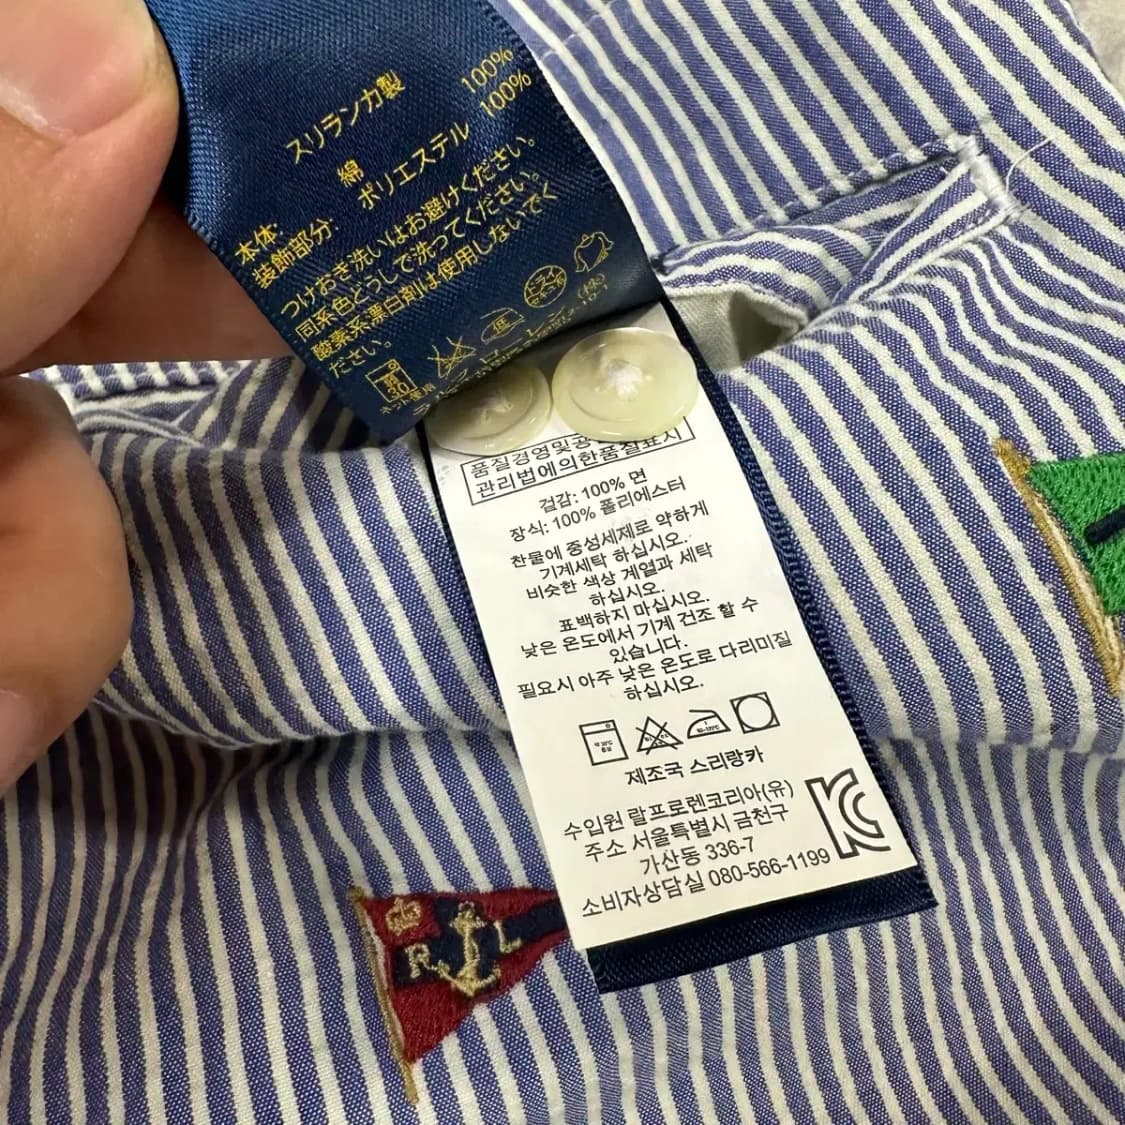 スリランカ製
本体: 綿 100%
装飾部分: ポリエステル 100%
つけおき洗いはお避けください。
同系色どうしで洗ってください。
酸素系漂白剤は使用しないでく
ださい。
품질경영및공
관리법에의한품질표시
겉감: 100% 면
장식: 100% 폴리에스터
찬물에 중성세제로 약하게
기계세탁 하십시오.
비슷한 색상 계열과 세탁
하십시오.
표백하지 마십시오.
낮은 온도에서 기계 건조 할 수
있습니다.
필요시 아주 낮은 온도로 다리미질
하십시오.
제조국 스리랑카
수입원 랄프로렌코리아(유)
주소 서울특별시 금천구
가산동 336-7
소비자상담실 080-566-1199
R L